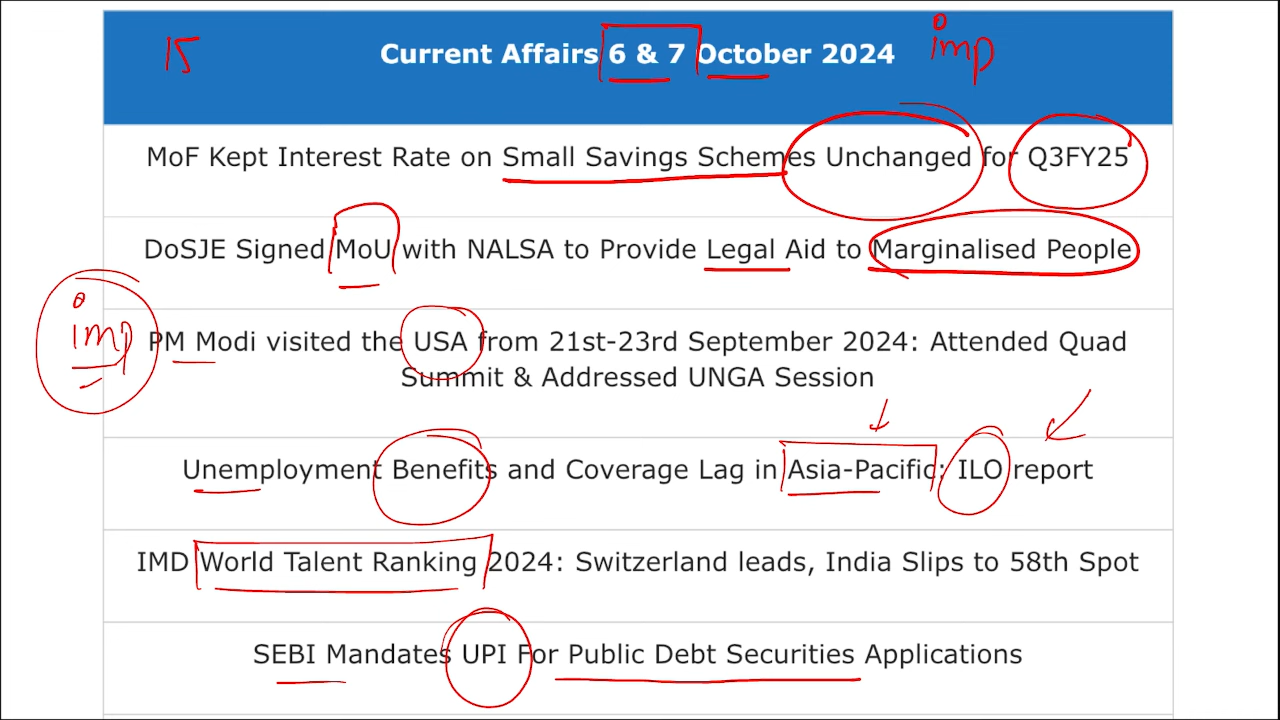 15
Current Affairs 6 & 7 October 2024
imp
MoF Kept Interest Rate on Small Savings Schemes Unchanged for Q3FY25
DoSJE Signed MoU with NALSA to Provide Legal Aid to Marginalised People
imp
PM Modi visited the USA from 21st-23rd September 2024: Attended Quad
Summit & Addressed UNGA Session
Unemployment Benefits and Coverage Lag in Asia-Pacific: ILO report
IMD World Talent Ranking 2024: Switzerland leads, India Slips to 58th Spot
SEBI Mandates UPI For Public Debt Securities Applications